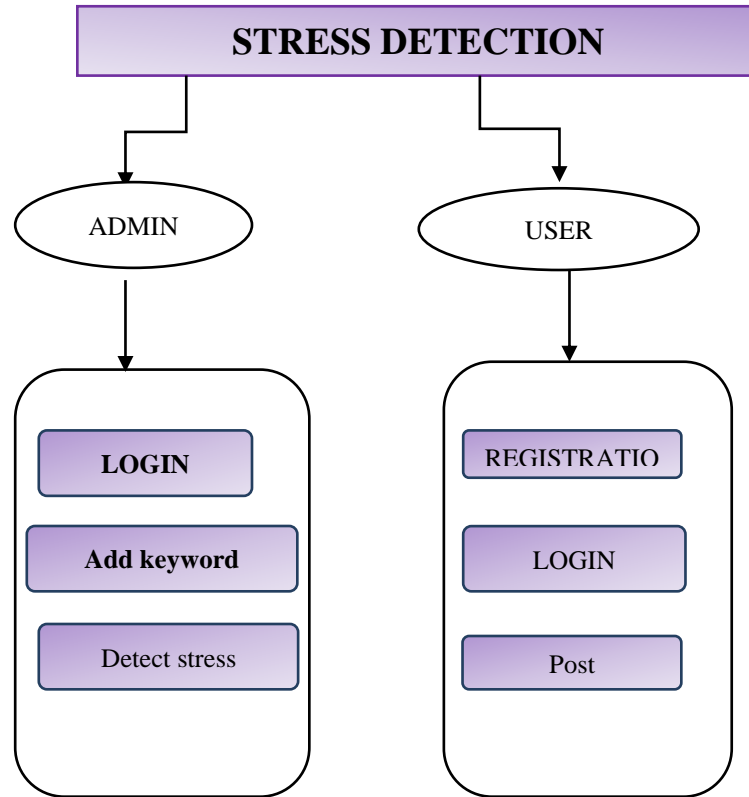 STRESS DETECTION
ADMIN
USER
LOGIN
Add keyword
Detect stress
REGISTRATIO
LOGIN
Post